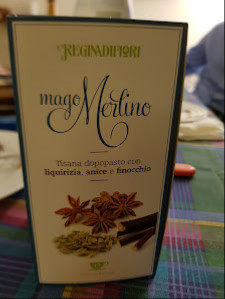 REGINADIFIORI
mago Merlino
Tisana dopopasto con
liquirizia, anice e finocchio